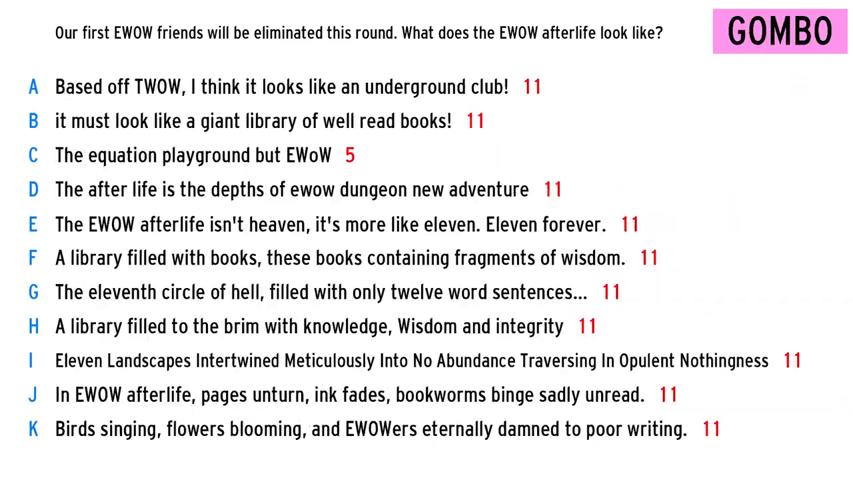 Our first EWOW friends will be eliminated this round. What does the EWOW afterlife look like?
GOMBO
A Based off TWOW, I think it looks like an underground club! 11
B it must look like a giant library of well read books! 11
C The equation playground but EWoW 5
D The after life is the depths of ewow dungeon new adventure 11
E The EWOW afterlife isn't heaven, it's more like eleven. Eleven forever. 11
F A library filled with books, these books containing fragments of wisdom. 11
G The eleventh circle of hell, filled with only twelve word sentences... 11
H A library filled to the brim with knowledge, Wisdom and integrity 11
I Eleven Landscapes Intertwined Meticulously Into No Abundance Traversing In Opulent Nothingness 11
J In EWOW afterlife, pages unturn, ink fades, bookworms binge sadly unread. 11
K Birds singing, flowers blooming, and EWOWers eternally damned to poor writing. 11